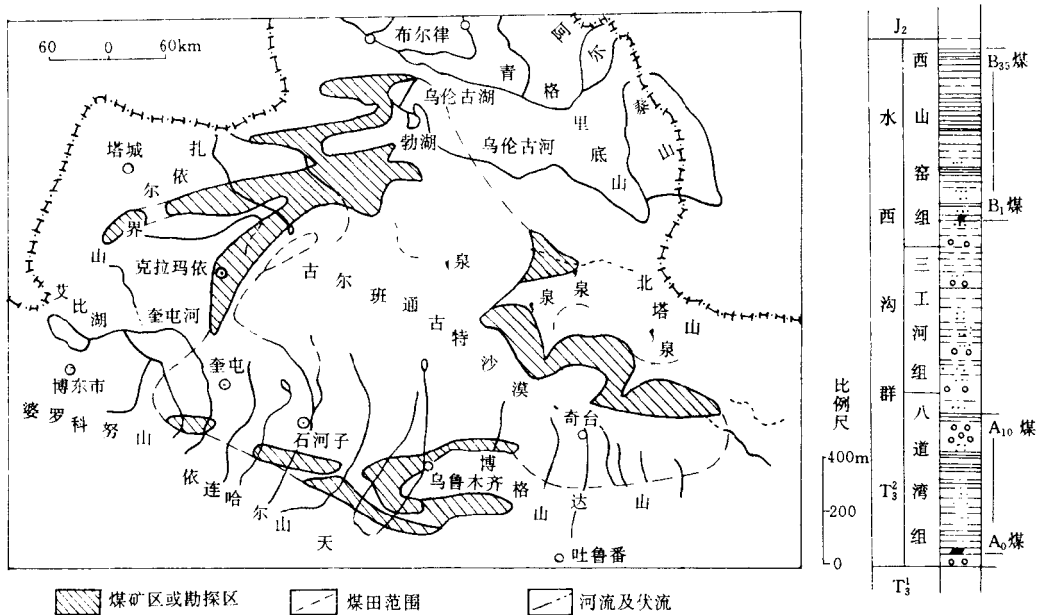 60 0 60km
布尔律
阿尔
青格里底山
黎山
乌伦古湖
勃湖
乌伦古河
塔城
扎依尔
界山
克拉玛依
艾比湖
奎屯河
奎屯
博东市
婆罗科努山
古尔班通古特沙漠
泉
泉
泉
泉
北塔山
石河子
依连哈尔山
天
乌鲁木齐
博格达山
山
奇台
吐鲁番
煤矿区或勘探区
煤田范围
河流及伏流
比例尺
400m
200
0
J₂
水西沟群
T₃²
T₃¹
西山窑组
三工河组
八道湾组
B₃₅煤
B₁煤
A₁₀煤
A₀煤